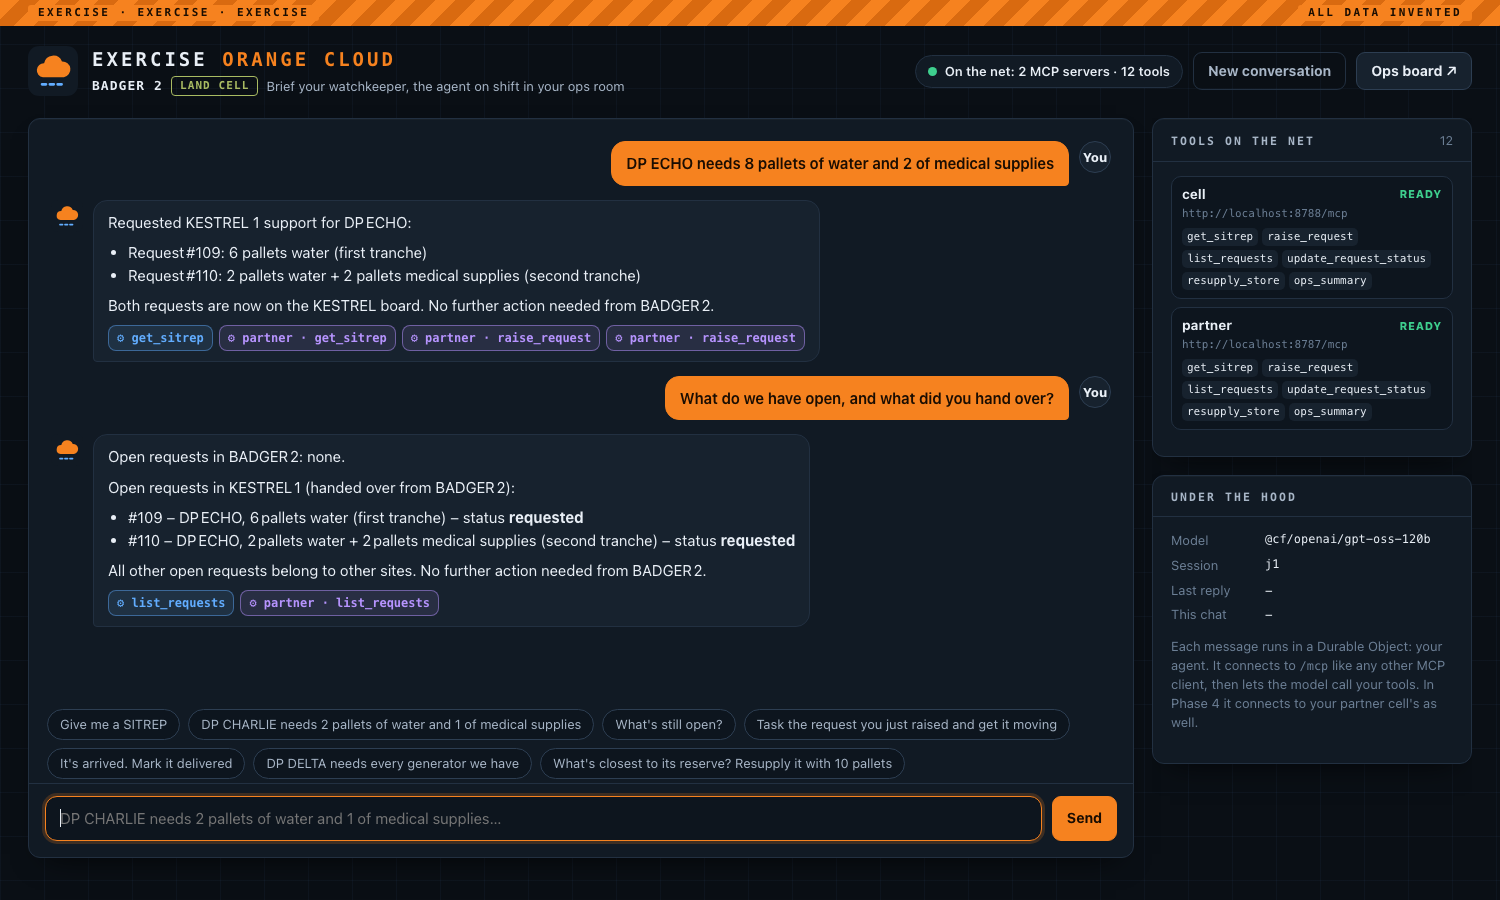 EXERCISE · EXERCISE · EXERCISE
ALL DATA INVENTED
EXERCISE ORANGE CLOUD
BADGER 2 LAND CELL Brief your watchkeeper, the agent on shift in your ops room
On the net: 2 MCP servers · 12 tools
New conversation
Ops board ↗
DP ECHO needs 8 pallets of water and 2 of medical supplies
You
Requested KESTREL 1 support for DP ECHO:
• Request #109: 6 pallets water (first tranche)
• Request #110: 2 pallets water + 2 pallets medical supplies (second tranche)
Both requests are now on the KESTREL board. No further action needed from BADGER 2.
⚙ get_sitrep ⚙ partner · get_sitrep ⚙ partner · raise_request ⚙ partner · raise_request
What do we have open, and what did you hand over?
You
Open requests in BADGER 2: none.
Open requests in KESTREL 1 (handed over from BADGER 2):
• #109 – DP ECHO, 6 pallets water (first tranche) – status requested
• #110 – DP ECHO, 2 pallets water + 2 pallets medical supplies (second tranche) – status requested
All other open requests belong to other sites. No further action needed from BADGER 2.
⚙ list_requests ⚙ partner · list_requests
Give me a SITREP
DP CHARLIE needs 2 pallets of water and 1 of medical supplies
What's still open?
Task the request you just raised and get it moving
It's arrived. Mark it delivered
DP DELTA needs every generator we have
What's closest to its reserve? Resupply it with 10 pallets
DP CHARLIE needs 2 pallets of water and 1 of medical supplies...
Send
TOOLS ON THE NET 12
cell READY
http://localhost:8788/mcp
get_sitrep raise_request
list_requests update_request_status
resupply_store ops_summary
partner READY
http://localhost:8787/mcp
get_sitrep raise_request
list_requests update_request_status
resupply_store ops_summary
UNDER THE HOOD
Model @cf/openai/gpt-oss-120b
Session j1
Last reply –
This chat –
Each message runs in a Durable Object: your
agent. It connects to /mcp like any other MCP
client, then lets the model call your tools. In
Phase 4 it connects to your partner cell's as
well.